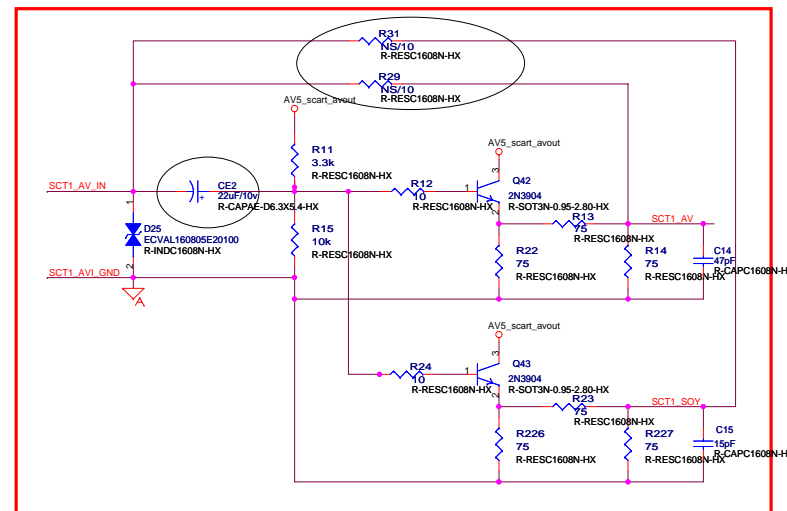 R31
NS/10
R-RESC1608N-HX
R29
NS/10
R-RESC1608N-HX
AV5_scart_avout
R11
3.3k
R-RESC1608N-HX
AV5_scart_avout
3
Q42
2N3904
R-SOT3N-0.95-2.80-HX
1
2
R12
10
R-RESC1608N-HX
SCT1_AV_IN
CE2
22uF/10v
+
R-CAPAE-D6.3X5.4-HX
1
D25
ECVAL160805E20100
R-INDC1608N-HX
2
R15
10k
R-RESC1608N-HX
R13
75
R-RESC1608N-HX
SCT1_AV
R22
75
R-RESC1608N-HX
R14
75
R-RESC1608N-HX
C14
47pF
R-CAPC1608N-H
SCT1_AVI_GND
A
AV5_scart_avout
3
Q43
2N3904
R-SOT3N-0.95-2.80-HX
1
2
R24
10
R-RESC1608N-HX
R23
75
R-RESC1608N-HX
SCT1_SOY
R226
75
R-RESC1608N-HX
R227
75
R-RESC1608N-HX
C15
15pF
R-CAPC1608N-H